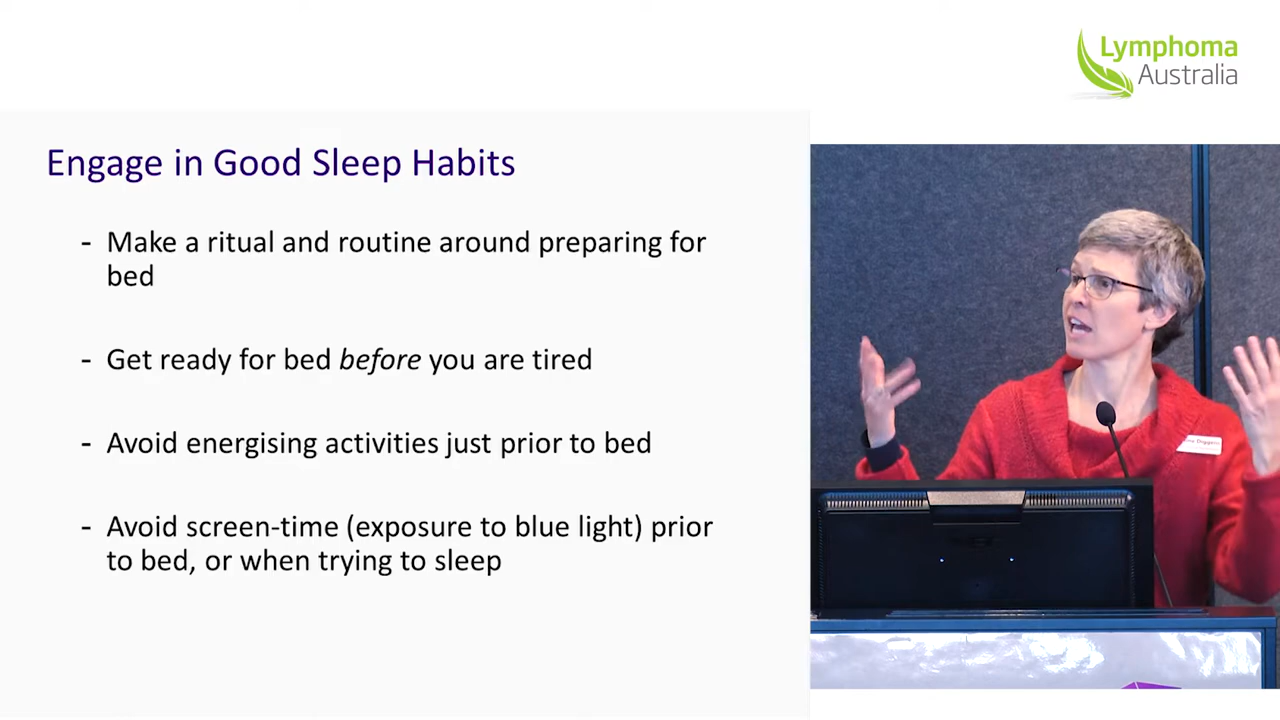 Lymphoma
Australia
Engage in Good Sleep Habits
- Make a ritual and routine around preparing for
bed
- Get ready for bed before you are tired
- Avoid energising activities just prior to bed
- Avoid screen-time (exposure to blue light) prior
to bed, or when trying to sleep
Diggens